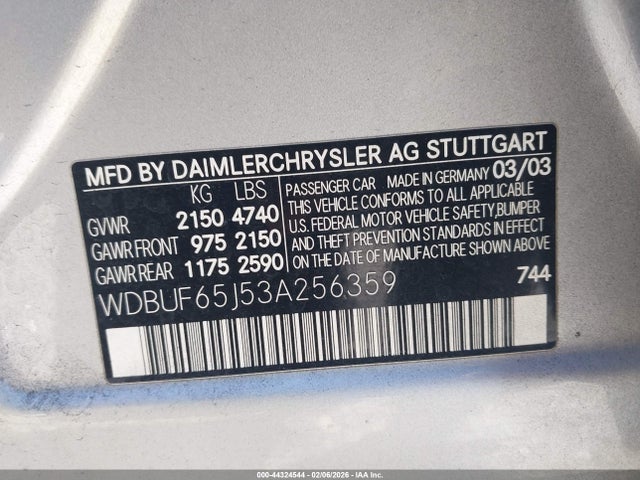 MFD BY DAIMLERCHRYSLER AG STUTTGART
KG LBS
GVWR 2150 4740
GAWR FRONT 975 2150
GAWR REAR 1175 2590
PASSENGER CAR MADE IN GERMANY 03/03
THIS VEHICLE CONFORMS TO ALL APPLICABLE
U.S. FEDERAL MOTOR VEHICLE SAFETY,BUMPER
AND THEFT PREVENTION STANDARDS IN EFFECT
ON THE DATE OF MANUFACTURE SHOWN ABOVE.
744
WDBUF65J53A256359
000-44324544 - 02/06/2026 - IAA Inc.